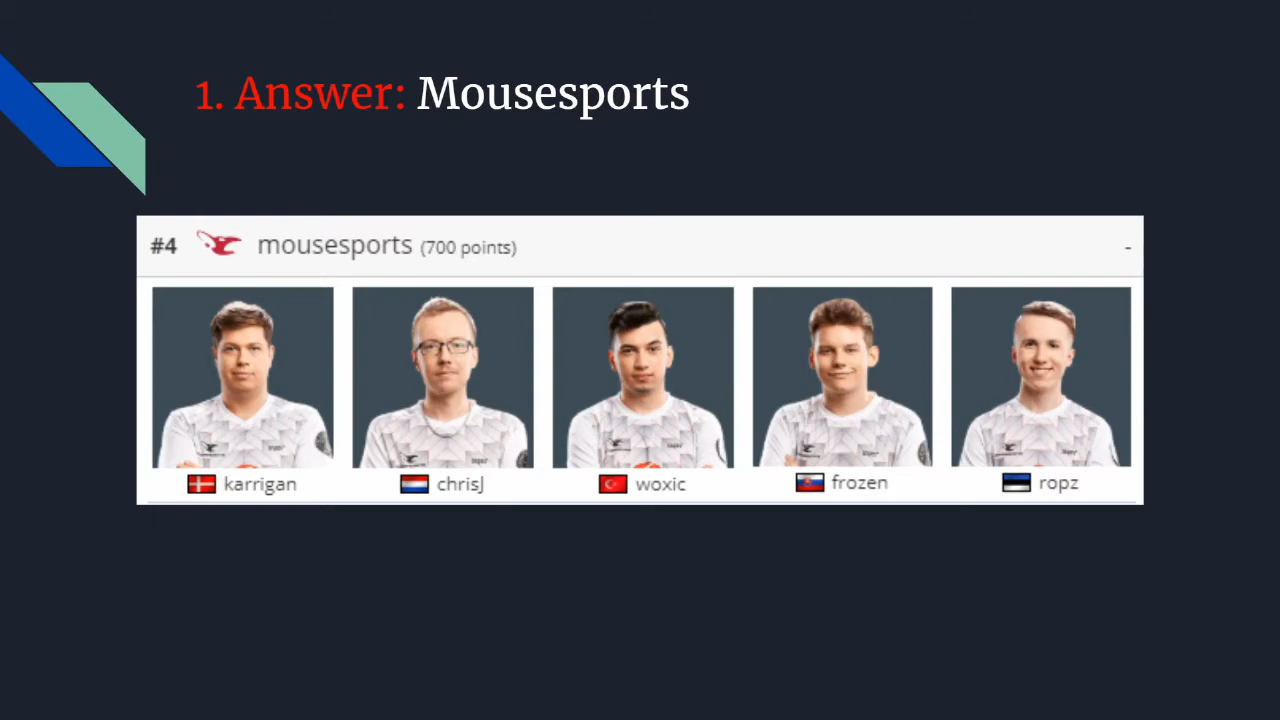 1. Answer: Mousesports
#4 mousesports (700 points) -
karrigan chrisJ woxic frozen ropz